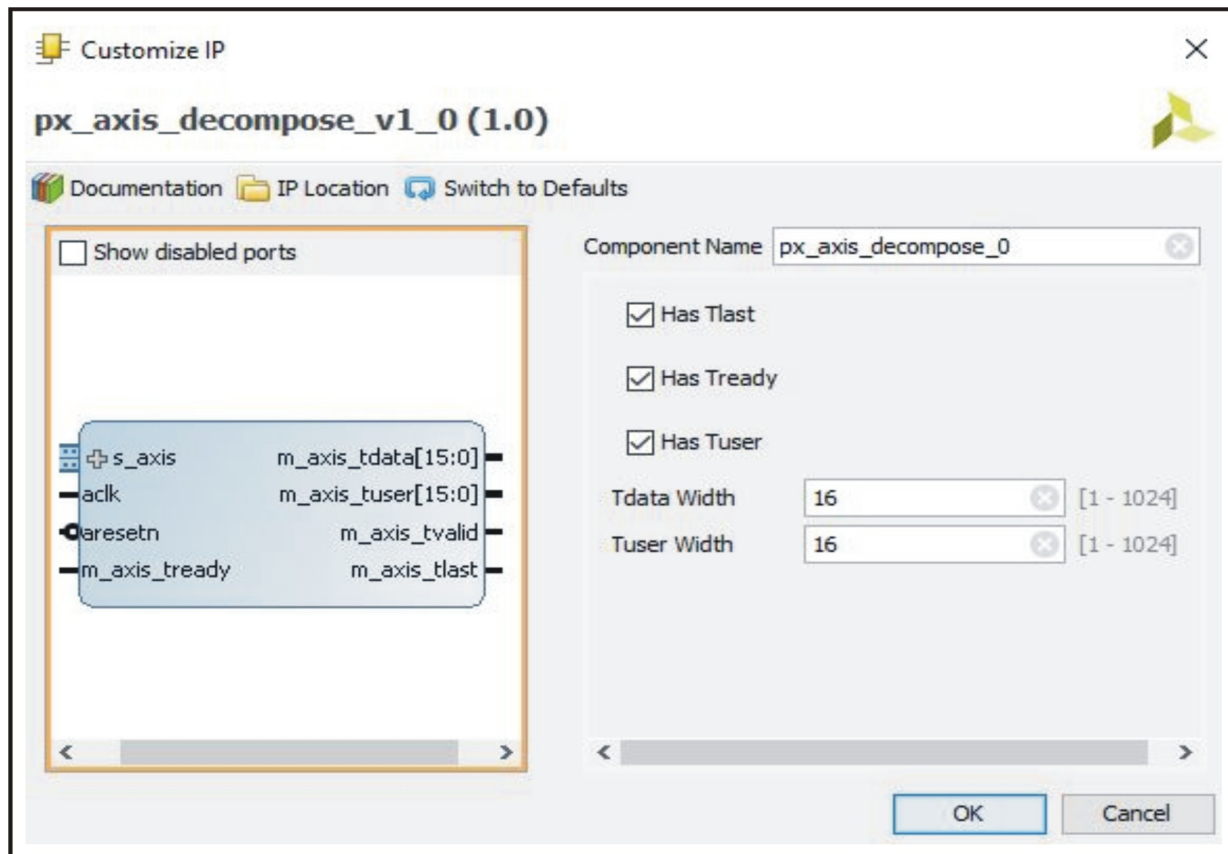 Customize IP
px_axis_decompose_v1_0 (1.0)
Documentation IP Location Switch to Defaults
Show disabled ports
s_axis
aclk
aresetn
m_axis_tready
m_axis_tdata[15:0]
m_axis_tuser[15:0]
m_axis_tvalid
m_axis_tlast
Component Name px_axis_decompose_0
Has Tlast
Has Tready
Has Tuser
Tdata Width 16 [1 - 1024]
Tuser Width 16 [1 - 1024]
OK Cancel